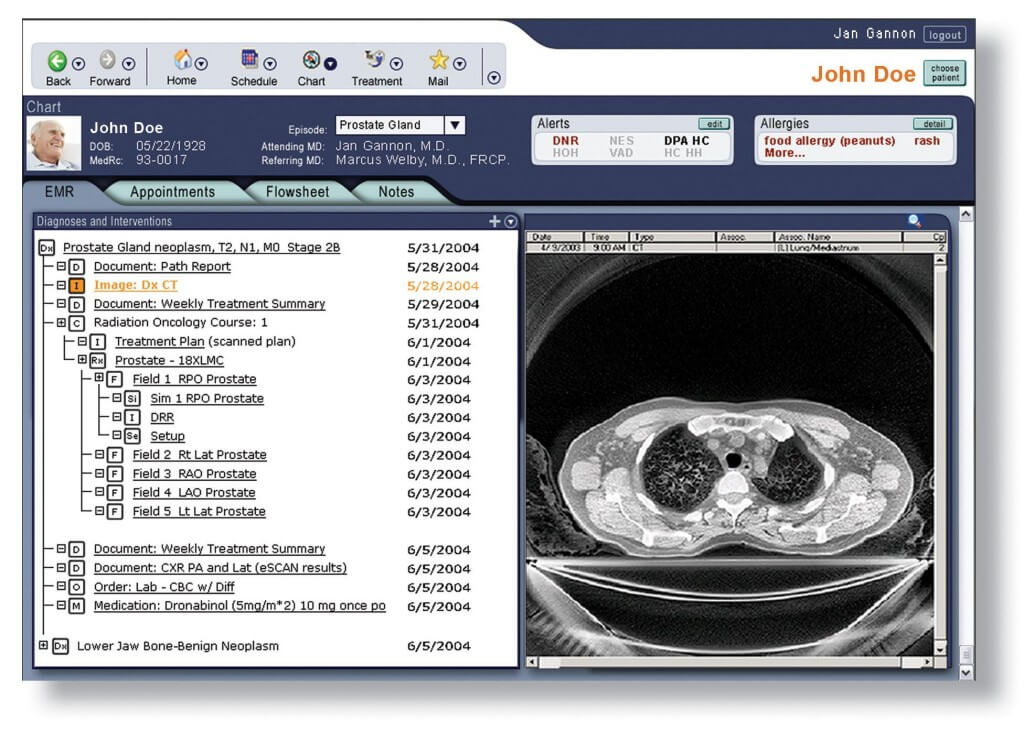 Jan Gannon logout
Back Forward Home Schedule Chart Treatment Mail
John Doe choose patient
Chart
John Doe
DOB: 05/22/1928
MedRc: 93-0017
Episode: Prostate Gland
Attending MD: Jan Gannon, M.D.
Referring MD: Marcus Welby, M.D., FRCP.
Alerts edit
DNR NES DPA HC
HOH VAD HC HH
Allergies detail
food allergy (peanuts) rash
More...
EMR Appointments Flowsheet Notes
Diagnoses and Interventions
Dx Prostate Gland neoplasm, T2, N1, M0 Stage 2B 5/31/2004
D Document: Path Report 5/28/2004
I Image: Dx CT 5/28/2004
D Document: Weekly Treatment Summary 5/29/2004
C Radiation Oncology Course: 1 5/31/2004
I Treatment Plan (scanned plan) 6/1/2004
Rx Prostate - 18XLMC 6/1/2004
F Field 1 RPO Prostate 6/3/2004
Si Sim 1 RPO Prostate 6/3/2004
I DRR 6/3/2004
Se Setup 6/3/2004
F Field 2 Rt Lat Prostate 6/3/2004
F Field 3 RAO Prostate 6/3/2004
F Field 4 LAO Prostate 6/3/2004
F Field 5 Lt Lat Prostate 6/3/2004
D Document: Weekly Treatment Summary 6/5/2004
D Document: CXR PA and Lat (eSCAN results) 6/5/2004
O Order: Lab - CBC w/ Diff 6/5/2004
M Medication: Dronabinol (5mg/m*2) 10 mg once po 6/5/2004
Dx Lower Jaw Bone-Benign Neoplasm 6/5/2004
Date Time Type Assoc. Assoc. Name Cp
4/9/2003 9:00 AM CT Lung/Mediastinum 2